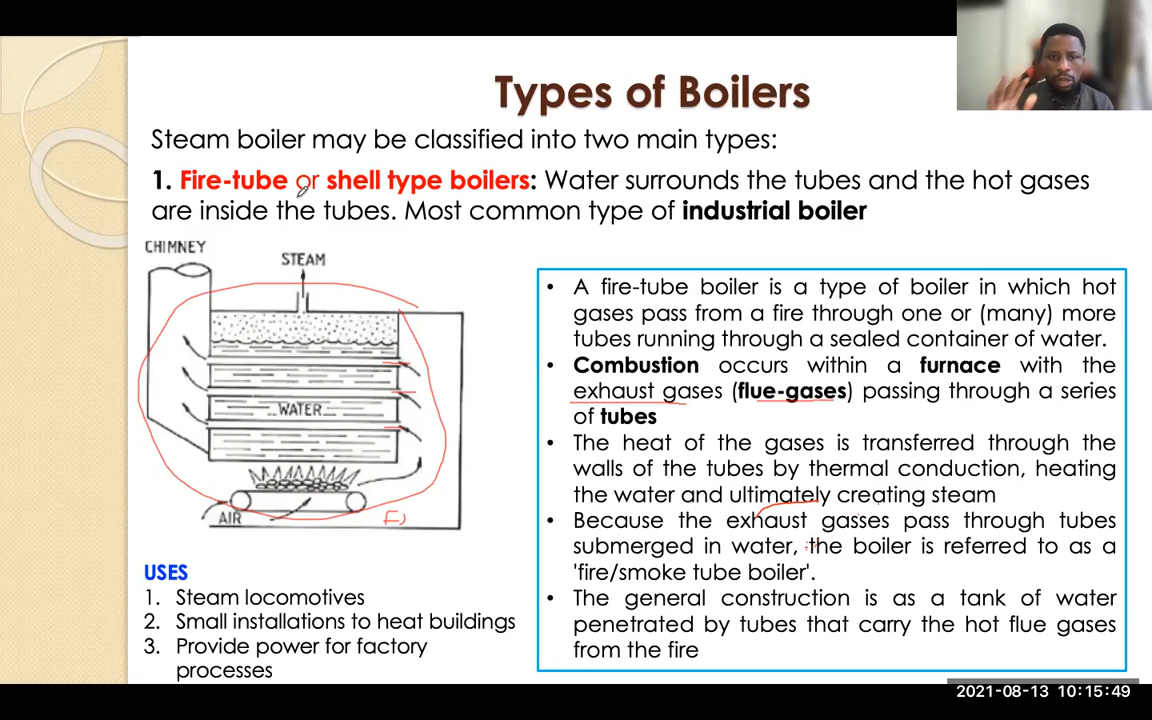 Types of Boilers
Steam boiler may be classified into two main types:
1. Fire-tube or shell type boilers: Water surrounds the tubes and the hot gases
are inside the tubes. Most common type of industrial boiler
CHIMNEY
STEAM
WATER
AIR
USES
1. Steam locomotives
2. Small installations to heat buildings
3. Provide power for factory
processes
• A fire-tube boiler is a type of boiler in which hot
gases pass from a fire through one or (many) more
tubes running through a sealed container of water.
• Combustion occurs within a furnace with the
exhaust gases (flue-gases) passing through a series
of tubes
• The heat of the gases is transferred through the
walls of the tubes by thermal conduction, heating
the water and ultimately creating steam
• Because the exhaust gasses pass through tubes
submerged in water, the boiler is referred to as a
'fire/smoke tube boiler'.
• The general construction is as a tank of water
penetrated by tubes that carry the hot flue gases
from the fire
2021-08-13 10:15:49